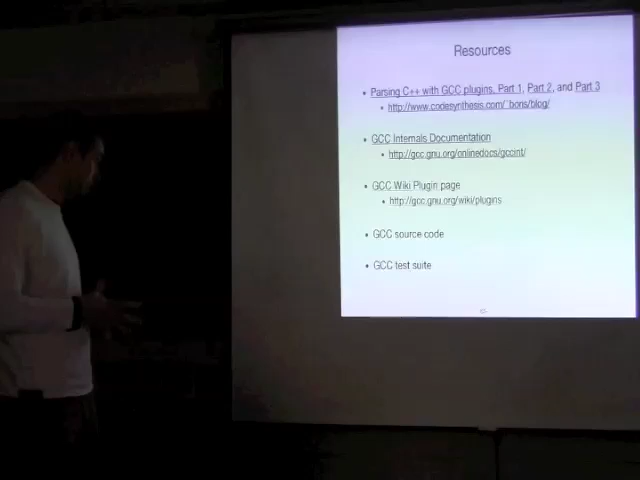 Resources
• Parsing C++ with GCC plugins, Part 1, Part 2, and Part 3
• http://www.codesynthesis.com/~boris/blog/
• GCC Internals Documentation
• http://gcc.gnu.org/onlinedocs/gccint/
• GCC Wiki Plugin page
• http://gcc.gnu.org/wiki/plugins
• GCC source code
• GCC test suite